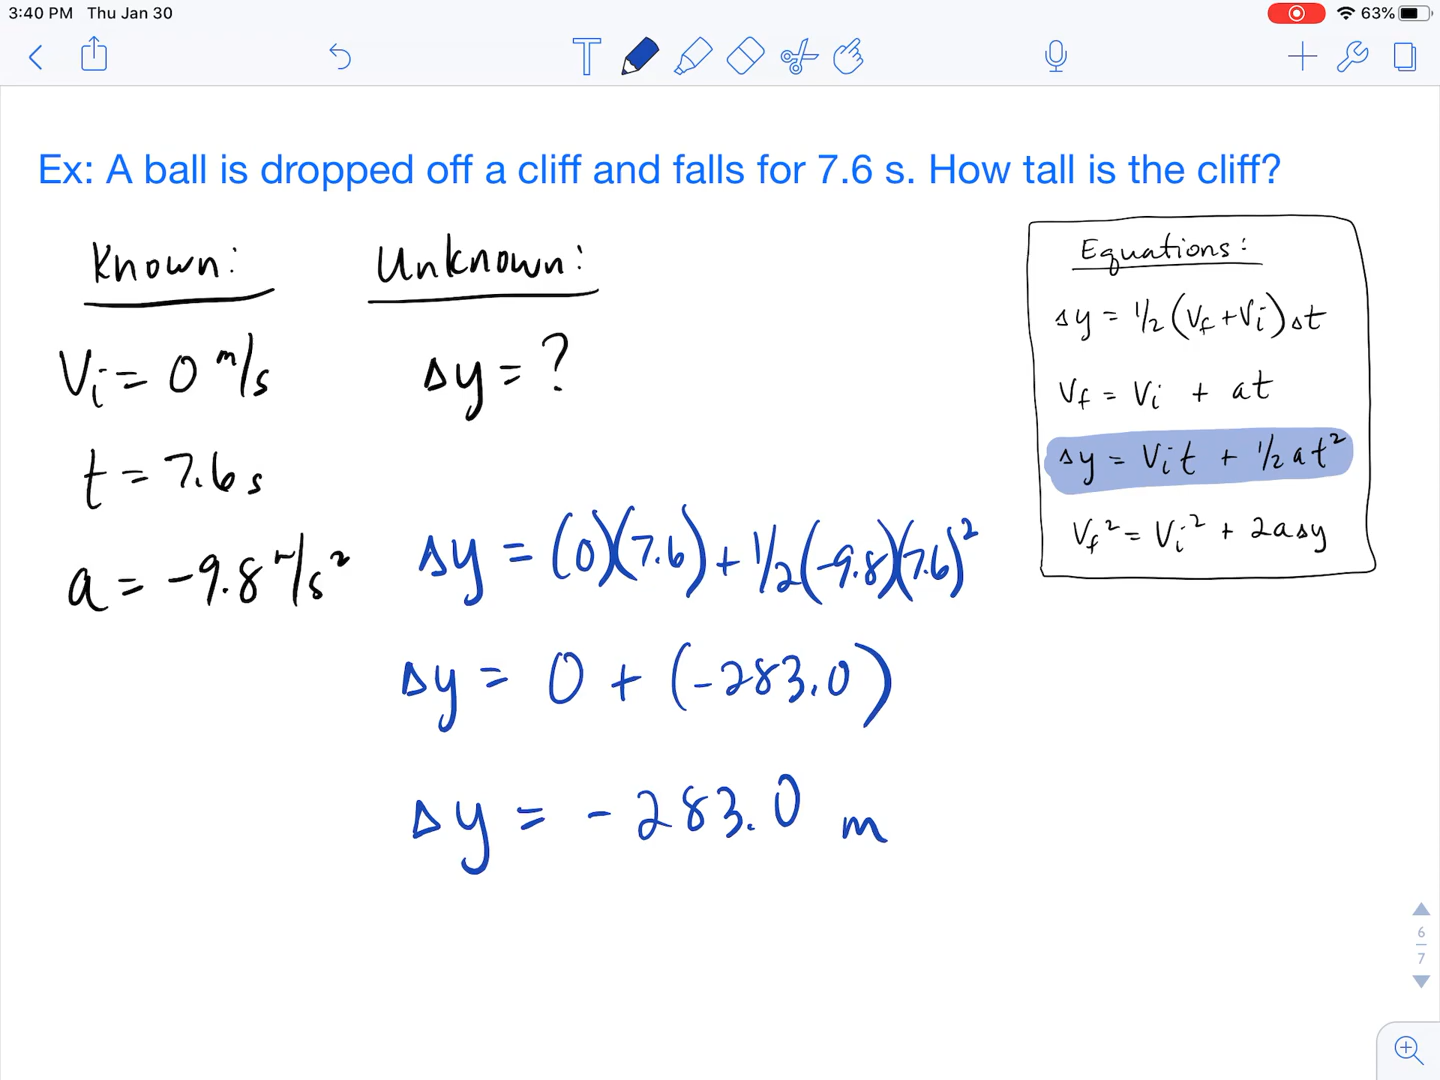 3:40 PM Thu Jan 30 63%
T
Ex: A ball is dropped off a cliff and falls for 7.6 s. How tall is the cliff?
Known:
Vi = 0 m/s
t = 7.6 s
a = -9.8 m/s²
Unknown:
Δy = ?
Equations:
Δy = 1/2 (Vf + Vi) Δt
Vf = Vi + at
Δy = Vit + 1/2 at²
Vf² = Vi² + 2aΔy
Δy = (0)(7.6) + 1/2(-9.8)(7.6)²
Δy = 0 + (-283.0)
Δy = -283.0 m
6
7